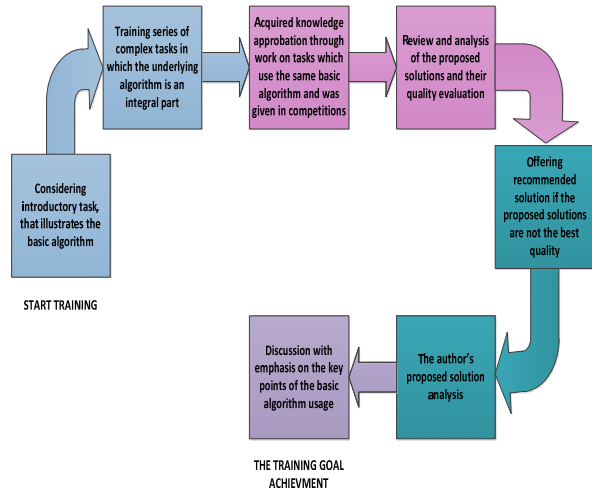 Considering
introductory task,
that illustrates the
basic algorithm
START TRAINING
Training series of
complex tasks in
which the underlying
algorithm is an
integral part
Acquired knowledge
approbation through
work on tasks which
use the same basic
algorithm and was
given in competitions
Review and analysis
of the proposed
solutions and their
quality evaluation
Offering
recommended
solution if the
proposed solutions
are not the best
quality
The author's
proposed solution
analysis
Discussion with
emphasis on the key
points of the basic
algorithm usage
THE TRAINING GOAL
ACHIEVMENT